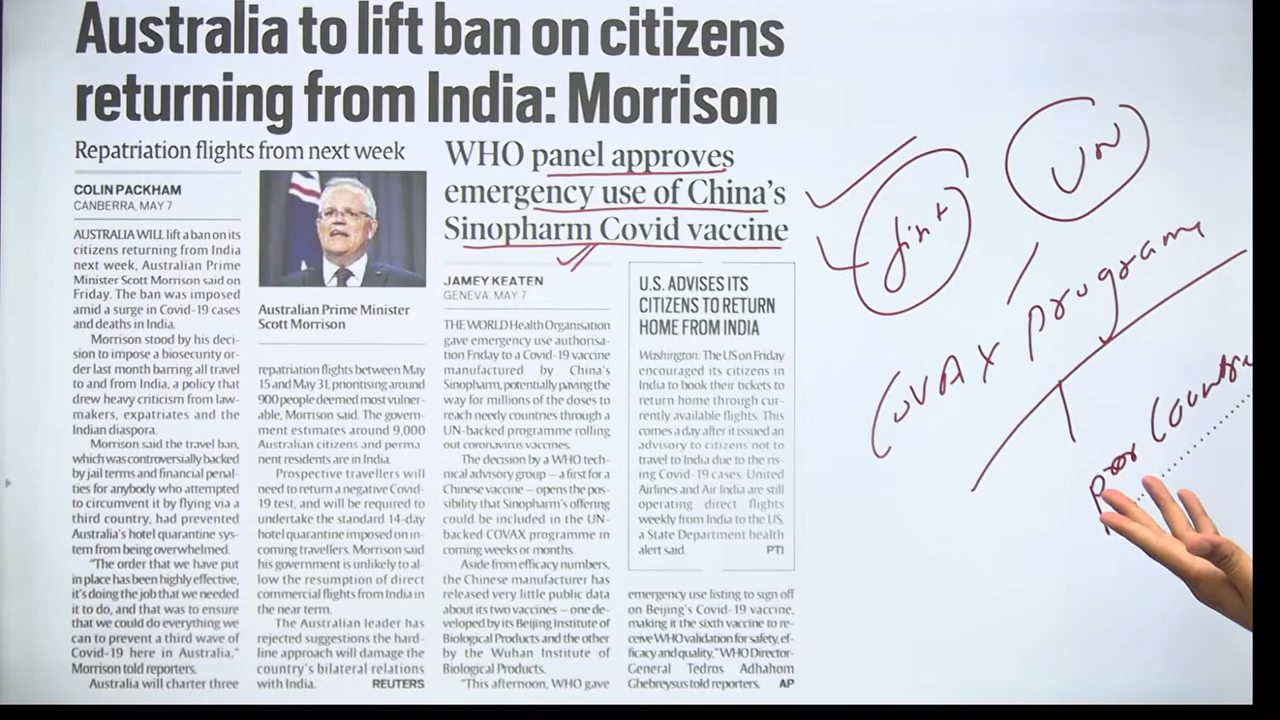 Australia to lift ban on citizens
returning from India: Morrison
Repatriation flights from next week
COLIN PACKHAM
CANBERRA, MAY 7
AUSTRALIA WILL lift a ban on its
citizens returning from India
next week, Australian Prime
Minister Scott Morrison said on
Friday. The ban was imposed
amid a surge in Covid-19 cases
and deaths in India.
Morrison stood by his deci-
sion to impose a biosecurity or-
der last month barring all travel
to and from India, a policy that
drew heavy criticism from law-
makers, expatriates and the
Indian diaspora.
Morrison said the travel ban,
which was controversially backed
by jail terms and financial penal-
ties for anybody who attempted
to circumvent it by flying via a
third country, had prevented
Australia's hotel quarantine sys-
tem from being overwhelmed.
"The order that we have put
in place has been highly effective,
it's doing the job that we needed
it to do, and that was to ensure
that we could do everything we
can to prevent a third wave of
Covid-19 here in Australia,"
Morrison told reporters.
Australia will charter three
Australian Prime Minister
Scott Morrison
repatriation flights between May
15 and May 31, prioritising around
900 people deemed most vulner-
able, Morrison said. The govern-
ment estimates around 9,000
Australian citizens and perma
nent residents are in India.
Prospective travellers will
need to return a negative Covid-
19 test, and will be required to
undertake the standard 14-day
hotel quarantine imposed on in-
coming travellers. Morrison said
his government is unlikely to al-
low the resumption of direct
commercial flights from India in
the near term.
The Australian leader has
rejected suggestions the hard-
line approach will damage the
country's bilateral relations
with India. REUTERS
WHO panel approves
emergency use of China's
Sinopharm Covid vaccine
JAMEY KEATEN
GENEVA, MAY 7
THE WORLD Health Organisation
gave emergency use authorisa-
tion Friday to a Covid-19 vaccine
manufactured by China's
Sinopharm, potentially paving the
way for millions of the doses to
reach needy countries through a
UN-backed programme rolling
out coronavirus vaccines.
The decision by a WHO tech-
nical advisory group – a first for a
Chinese vaccine – opens the pos-
sibility that Sinopharm's offering
could be included in the UN-
backed COVAX programme in
coming weeks or months.
Aside from efficacy numbers,
the Chinese manufacturer has
released very little public data
about its two vaccines – one de-
veloped by its Beijing Institute of
Biological Products and the other
by the Wuhan Institute of
Biological Products.
"This afternoon, WHO gave
emergency use listing to sign off
on Beijing's Covid-19 vaccine,
making it the sixth vaccine to re-
ceive WHO validation for safety, ef-
ficacy and quality," WHO Director-
General Tedros Adhahom
Ghebreysus told reporters. AP
U.S. ADVISES ITS
CITIZENS TO RETURN
HOME FROM INDIA
Washington: The US on Friday
encouraged its citizens in
India to book their tickets to
return home through cur-
rently available flights. This
comes a day after it issued an
advisory to citizens not to
travel to India due to the ris-
ing Covid-19 cases. United
Airlines and Air India are still
operating direct flights
weekly from India to the US,
a State Department health
alert said. PTI
UN
COVAX program
poor